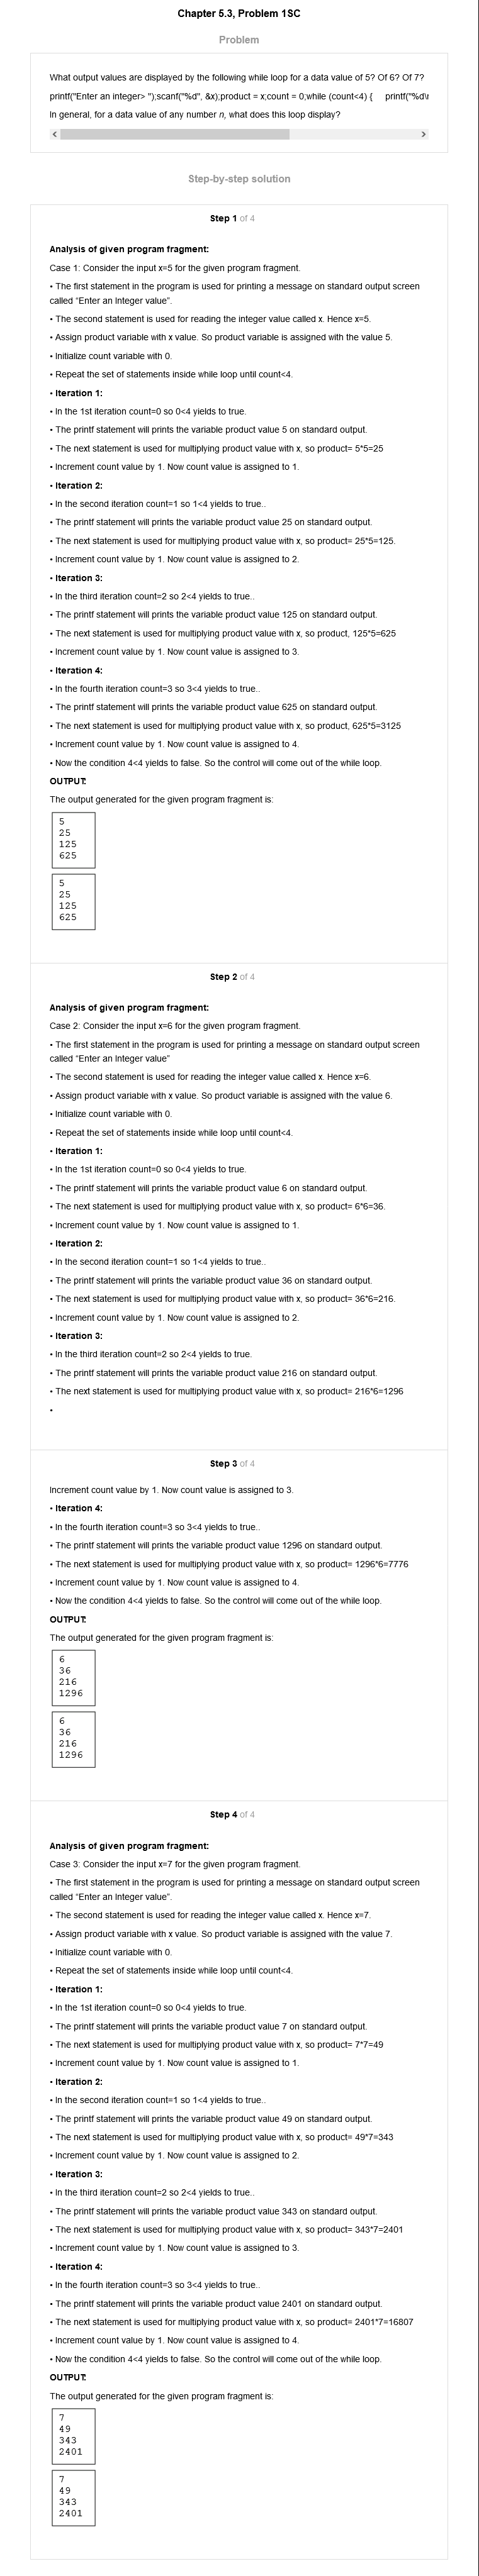 Chapter 5.3, Problem 1SC
Problem
What output values are displayed by the following while loop for a data value of 5? Of 6? Of 7?
printf("Enter an integer> ");scanf("%d", &x);product = x;count = 0;while (count<4) { printf("%d\
In general, for a data value of any number n, what does this loop display?
Step-by-step solution
Step 1 of 4
Analysis of given program fragment:
Case 1: Consider the input x=5 for the given program fragment.
• The first statement in the program is used for printing a message on standard output screen
called “Enter an Integer value”.
• The second statement is used for reading the integer value called x. Hence x=5.
• Assign product variable with x value. So product variable is assigned with the value 5.
• Initialize count variable with 0.
• Repeat the set of statements inside while loop until count<4.
• Iteration 1:
• In the 1st iteration count=0 so 0<4 yields to true.
• The printf statement will prints the variable product value 5 on standard output.
• The next statement is used for multiplying product value with x, so product= 5*5=25
• Increment count value by 1. Now count value is assigned to 1.
• Iteration 2:
• In the second iteration count=1 so 1<4 yields to true..
• The printf statement will prints the variable product value 25 on standard output.
• The next statement is used for multiplying product value with x, so product= 25*5=125.
• Increment count value by 1. Now count value is assigned to 2.
• Iteration 3:
• In the third iteration count=2 so 2<4 yields to true..
• The printf statement will prints the variable product value 125 on standard output.
• The next statement is used for multiplying product value with x, so product, 125*5=625
• Increment count value by 1. Now count value is assigned to 3.
• Iteration 4:
• In the fourth iteration count=3 so 3<4 yields to true..
• The printf statement will prints the variable product value 625 on standard output.
• The next statement is used for multiplying product value with x, so product, 625*5=3125
• Increment count value by 1. Now count value is assigned to 4.
• Now the condition 4<4 yields to false. So the control will come out of the while loop.
OUTPUT:
The output generated for the given program fragment is:
5
25
125
625
5
25
125
625
Step 2 of 4
Analysis of given program fragment:
Case 2: Consider the input x=6 for the given program fragment.
• The first statement in the program is used for printing a message on standard output screen
called “Enter an Integer value”
• The second statement is used for reading the integer value called x. Hence x=6.
• Assign product variable with x value. So product variable is assigned with the value 6.
• Initialize count variable with 0.
• Repeat the set of statements inside while loop until count<4.
• Iteration 1:
• In the 1st iteration count=0 so 0<4 yields to true.
• The printf statement will prints the variable product value 6 on standard output.
• The next statement is used for multiplying product value with x, so product= 6*6=36.
• Increment count value by 1. Now count value is assigned to 1.
• Iteration 2:
• In the second iteration count=1 so 1<4 yields to true..
• The printf statement will prints the variable product value 36 on standard output.
• The next statement is used for multiplying product value with x, so product= 36*6=216.
• Increment count value by 1. Now count value is assigned to 2.
• Iteration 3:
• In the third iteration count=2 so 2<4 yields to true.
• The printf statement will prints the variable product value 216 on standard output.
• The next statement is used for multiplying product value with x, so product= 216*6=1296
•
Step 3 of 4
Increment count value by 1. Now count value is assigned to 3.
• Iteration 4:
• In the fourth iteration count=3 so 3<4 yields to true..
• The printf statement will prints the variable product value 1296 on standard output.
• The next statement is used for multiplying product value with x, so product= 1296*6=7776
• Increment count value by 1. Now count value is assigned to 4.
• Now the condition 4<4 yields to false. So the control will come out of the while loop.
OUTPUT:
The output generated for the given program fragment is:
6
36
216
1296
6
36
216
1296
Step 4 of 4
Analysis of given program fragment:
Case 3: Consider the input x=7 for the given program fragment.
• The first statement in the program is used for printing a message on standard output screen
called “Enter an Integer value”.
• The second statement is used for reading the integer value called x. Hence x=7.
• Assign product variable with x value. So product variable is assigned with the value 7.
• Initialize count variable with 0.
• Repeat the set of statements inside while loop until count<4.
• Iteration 1:
• In the 1st iteration count=0 so 0<4 yields to true.
• The printf statement will prints the variable product value 7 on standard output.
• The next statement is used for multiplying product value with x, so product= 7*7=49
• Increment count value by 1. Now count value is assigned to 1.
• Iteration 2:
• In the second iteration count=1 so 1<4 yields to true..
• The printf statement will prints the variable product value 49 on standard output.
• The next statement is used for multiplying product value with x, so product= 49*7=343
• Increment count value by 1. Now count value is assigned to 2.
• Iteration 3:
• In the third iteration count=2 so 2<4 yields to true..
• The printf statement will prints the variable product value 343 on standard output.
• The next statement is used for multiplying product value with x, so product= 343*7=2401
• Increment count value by 1. Now count value is assigned to 3.
• Iteration 4:
• In the fourth iteration count=3 so 3<4 yields to true..
• The printf statement will prints the variable product value 2401 on standard output.
• The next statement is used for multiplying product value with x, so product= 2401*7=16807
• Increment count value by 1. Now count value is assigned to 4.
• Now the condition 4<4 yields to false. So the control will come out of the while loop.
OUTPUT:
The output generated for the given program fragment is:
7
49
343
2401
7
49
343
2401